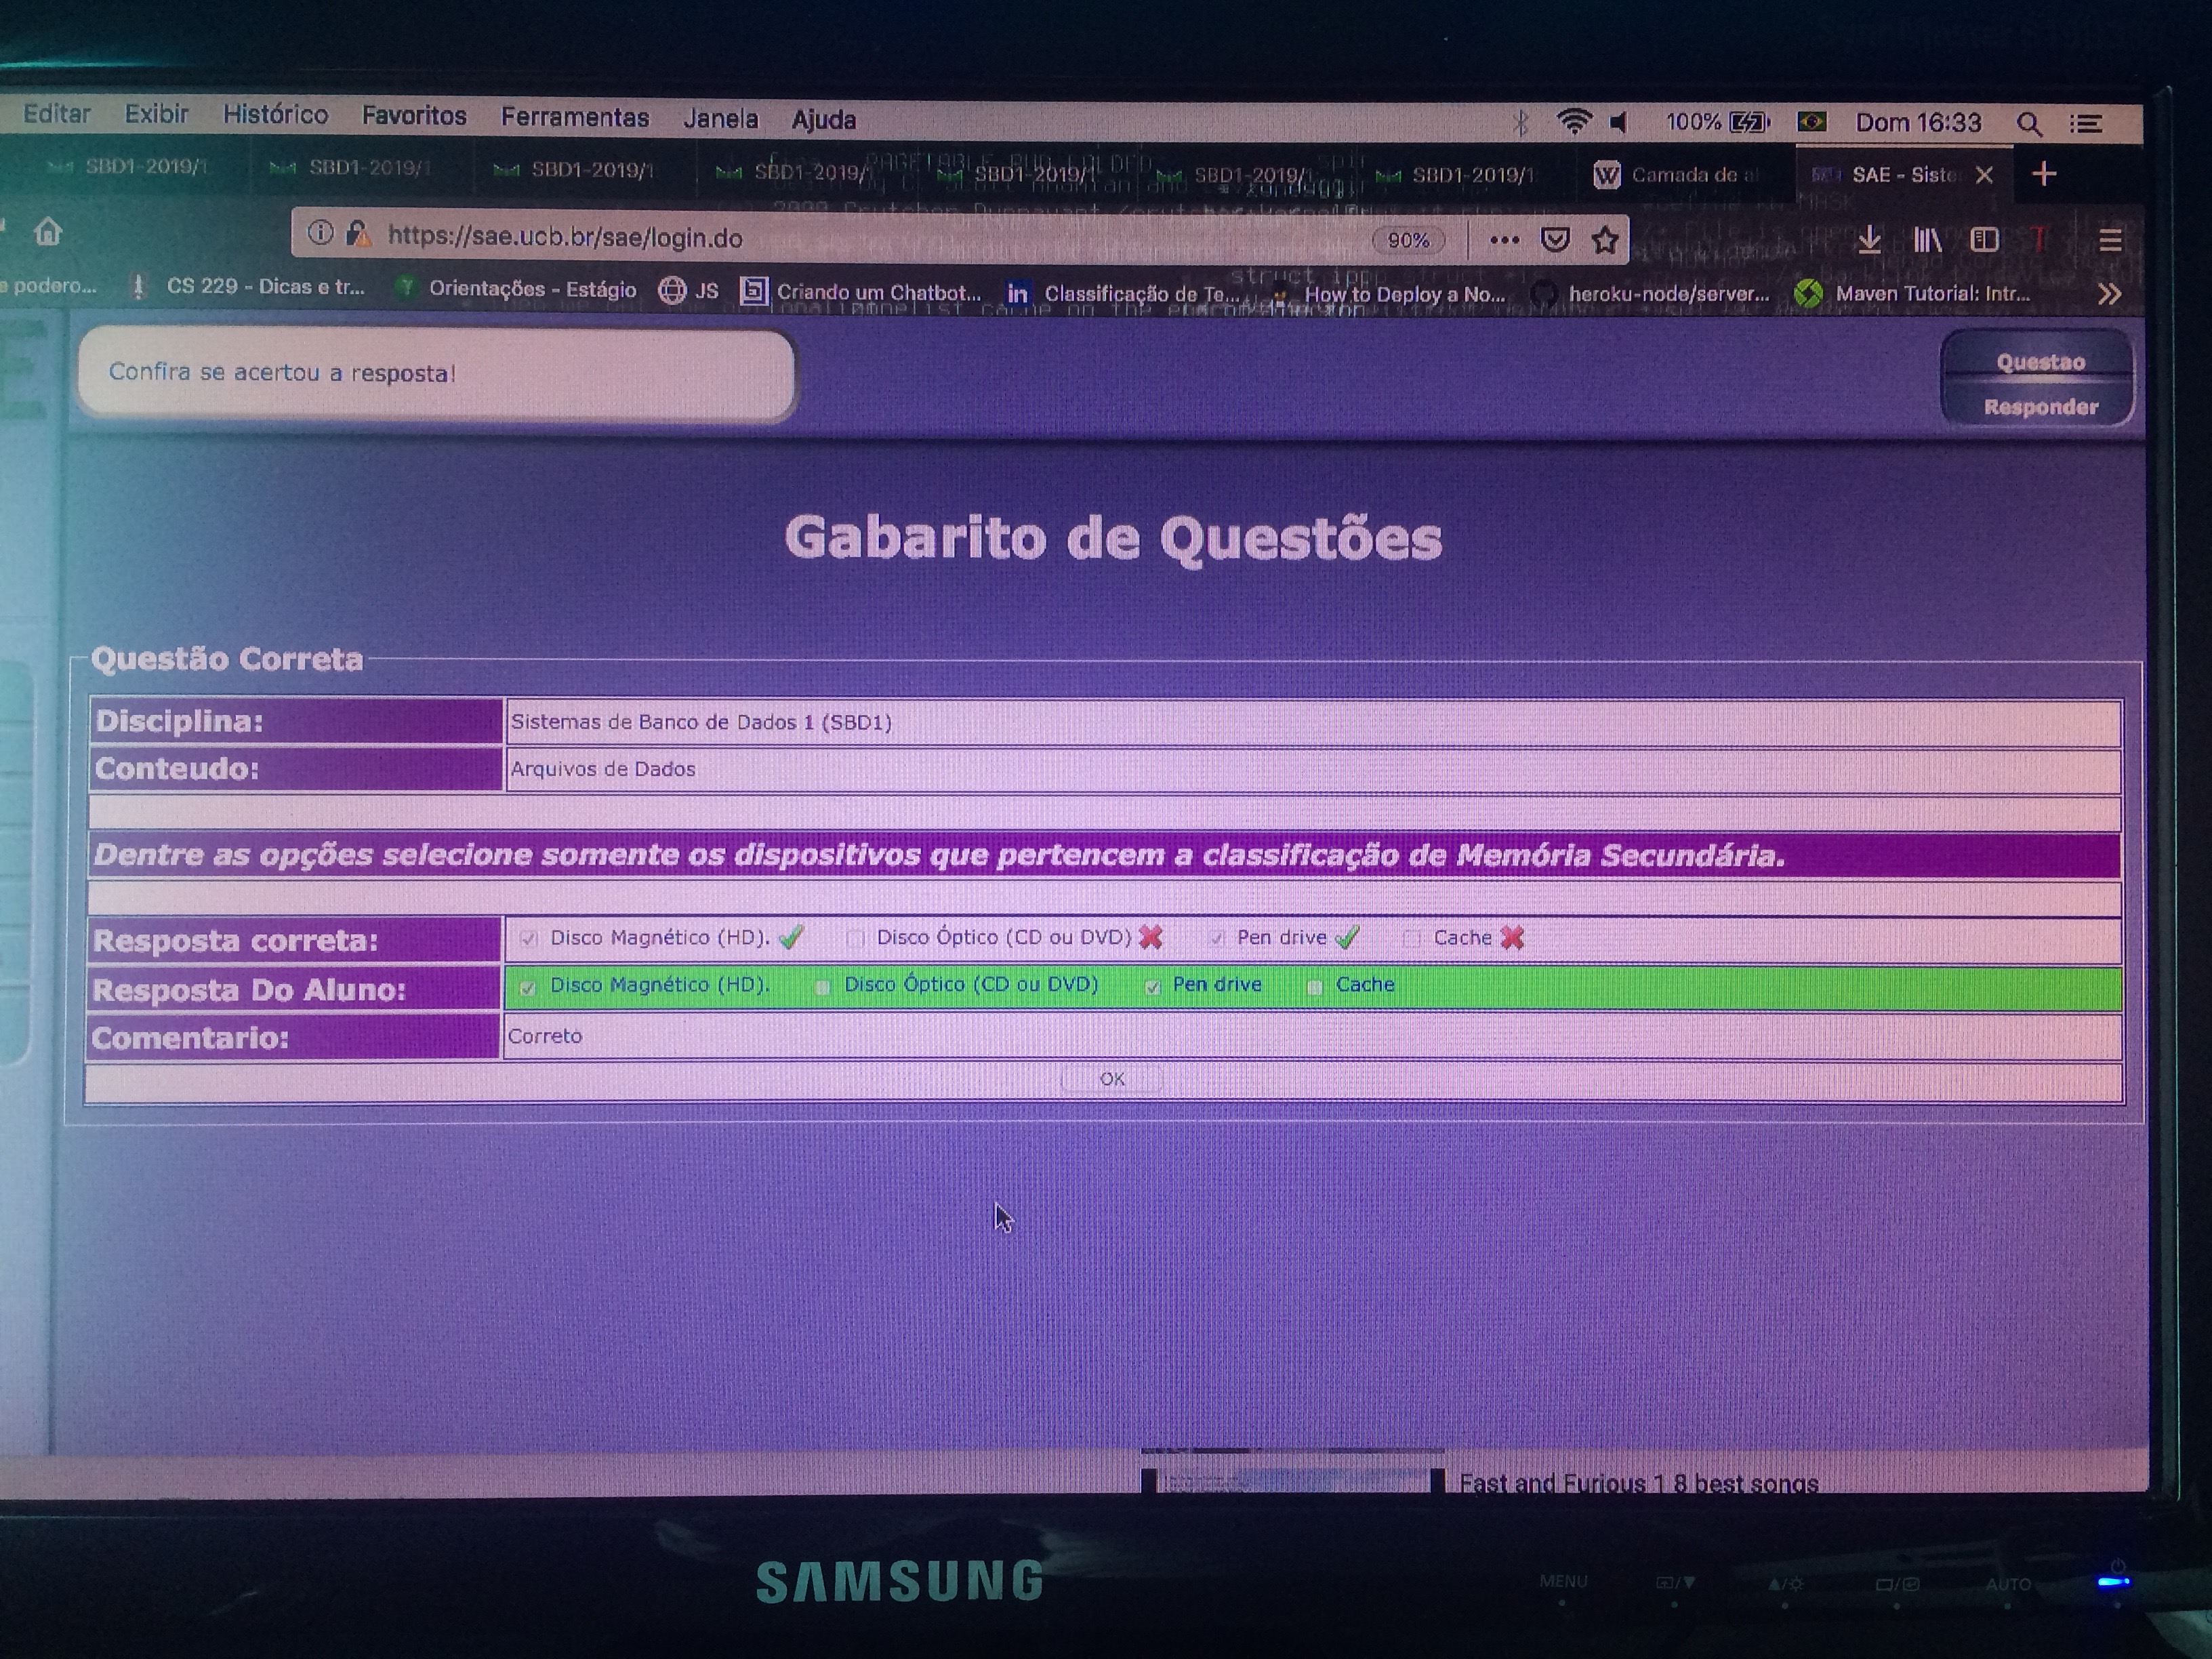 Editar Exibir Histórico Favoritos Ferramentas Janela Ajuda 100% Dom 16:33
SBD1-2019/1 SBD1-2019/1 SBD1-2019/1 SBD1-2019/1 SBD1-2019/1 SBD1-2019/1 SBD1-2019/1 W Camada de a SAE - Siste
https://sae.ucb.br/sae/login.do 90%
podero... CS 229 - Dicas e tr... Orientações - Estágio JS Criando um Chatbot... in Classificação de Te... How to Deploy a No... heroku-node/server... Maven Tutorial: Intr...
Confira se acertou a resposta!
Questao
Responder
Gabarito de Questões
Questão Correta
Disciplina: Sistemas de Banco de Dados 1 (SBD1)
Conteudo: Arquivos de Dados
Dentre as opções selecione somente os dispositivos que pertencem a classificação de Memória Secundária.
Resposta correta: Disco Magnético (HD). Disco Óptico (CD ou DVD) Pen drive Cache
Resposta Do Aluno: Disco Magnético (HD). Disco Óptico (CD ou DVD) Pen drive Cache
Comentario: Correto
OK
Fast and Furious 1 8 best songs
SAMSUNG
MENU AUTO